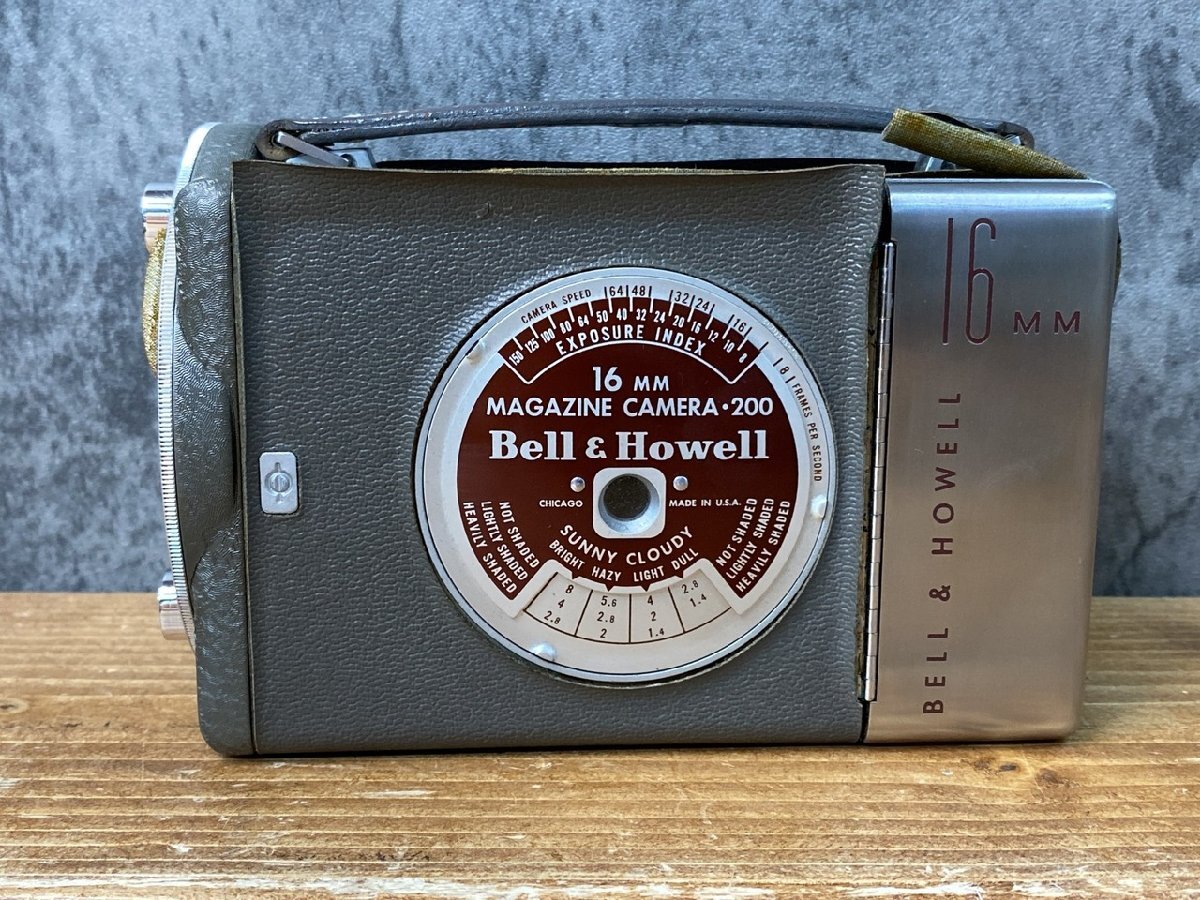 CAMERA SPEED 64 48 32 24 16 8 FRAMES PER SECOND
150 125 100 80 64 50 40 32 24 20 16 12 10 8
EXPOSURE INDEX
16 MM
MAGAZINE CAMERA • 200
Bell & Howell
CHICAGO MADE IN U.S.A.
SUNNY CLOUDY
BRIGHT HAZY LIGHT DULL
NOT SHADED
LIGHTLY SHADED
HEAVILY SHADED
NOT SHADED
LIGHTLY SHADED
HEAVILY SHADED
8 5.6 4 2.8
4 2.8 2 1.4
2.8 2 1.4
16 MM
BELL & HOWELL